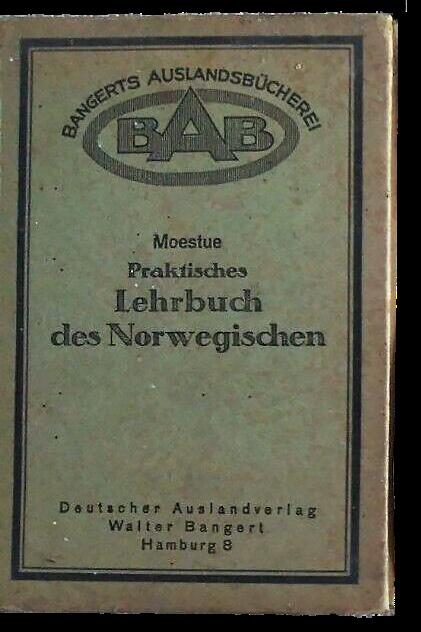 BANGERTS AUSLANDSBÜCHEREI
BAB
Moestue
Praktisches
Lehrbuch
des Norwegischen
Deutscher Auslandverlag
Walter Bangert
Hamburg 8